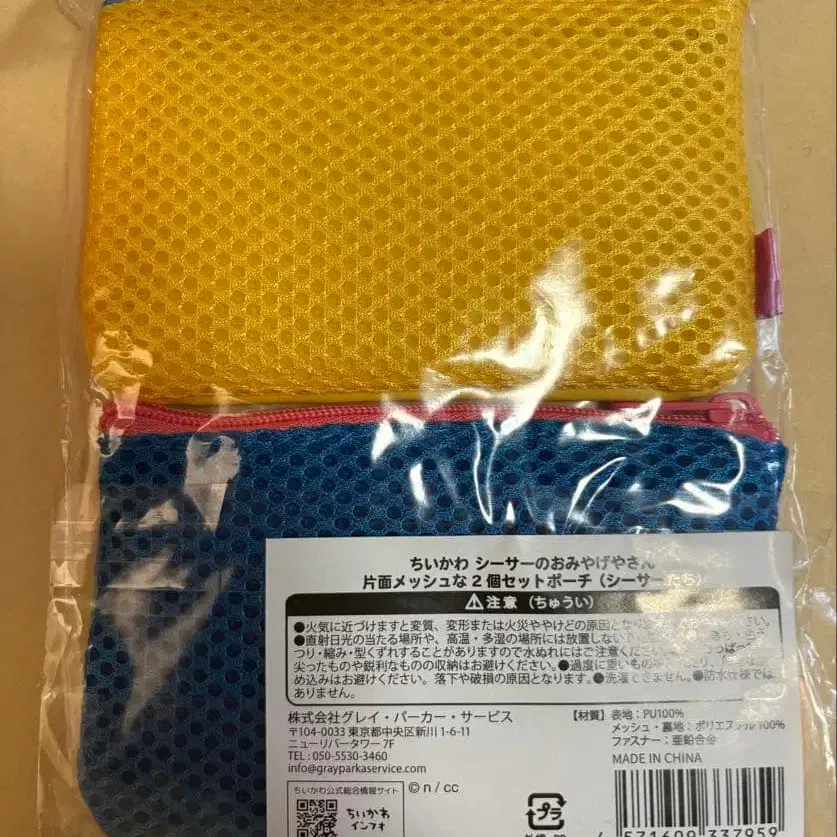 ちいかわ シーサーのおみやげやさん
片面メッシュな2個セットポーチ（シーサーたち）
⚠注意（ちゅうい）
●火気に近づけますと変質、変形または火災ややけどの原因となり
さい。
●直射日光の当たる場所や、高温・多湿の場所には放置しない
つり・縮み・型くずれすることがありますので水ぬれにはご注意
尖ったものや鋭利なものの収納はお避けください。●過度に重いもの
め込みはお避けください。落下や破損の原因となります。●洗濯できません。●防水仕様では
ありません。
株式会社グレイ・パーカー・サービス
〒104-0033 東京都中央区新川 1-6-11
ニューリバータワー 7F
TEL : 050-5530-3460
info@grayparkaservice.com
【材質】表地：PU100%
メッシュ・裏地：ポリエステル100%
ファスナー：亜鉛合金
MADE IN CHINA
ちいかわ公式総合情報サイト
ちいかわ
インフォ
© n / cc
プラ